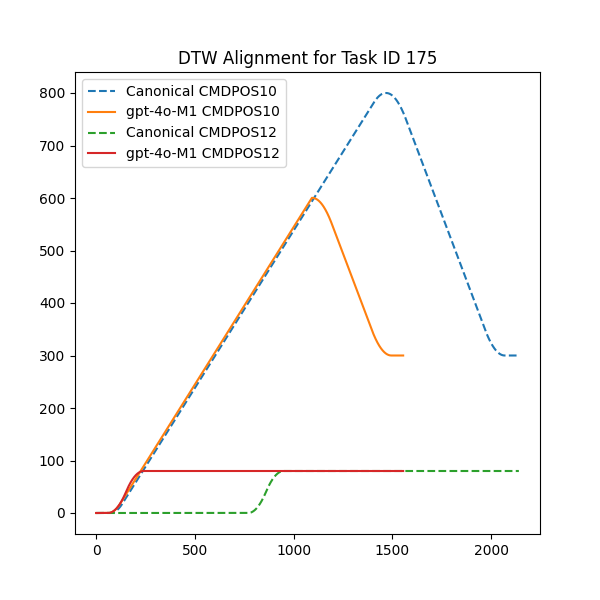 DTW Alignment for Task ID 175
Canonical CMDPOS10
gpt-4o-M1 CMDPOS10
Canonical CMDPOS12
gpt-4o-M1 CMDPOS12
800
700
600
500
400
300
200
100
0
0 500 1000 1500 2000